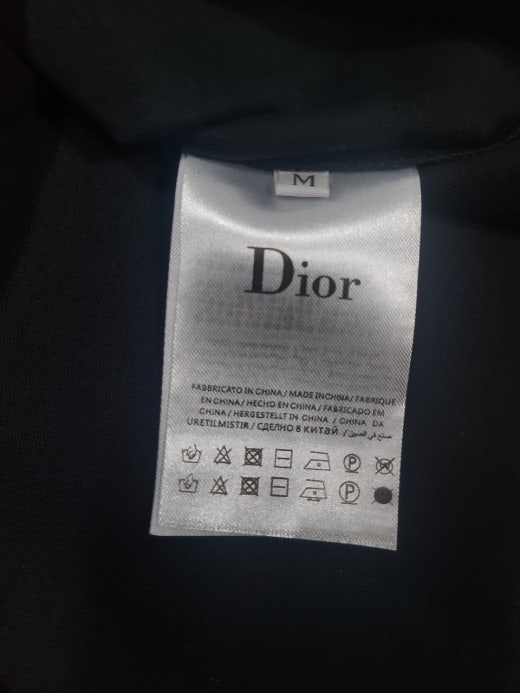 M
Dior
FABBRICATO IN CHINA / MADE IN CHINA / FABRIQUE
EN CHINA / HECHO EN CHINA / FABRICADO EM
CHINA / HERGESTELLT IN CHINA / CHINA DA
URETILMISTIR / СДЕЛНО В КИТАЙ / صنع في الصين
P
P